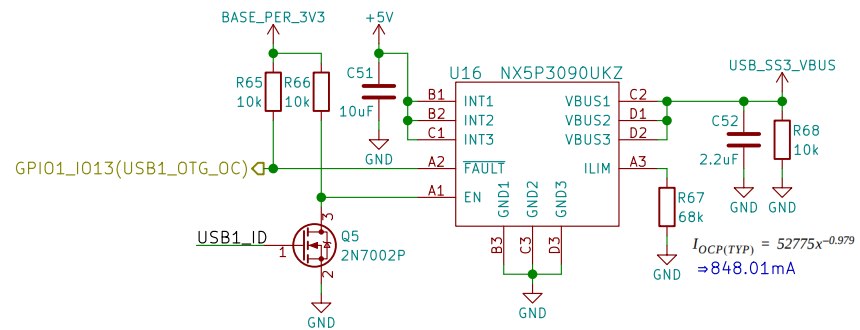 BASE_PER_3V3
+5V
R65
10k
R66
10k
C51
10uF
GND
U16 NX5P3090UKZ
B1 INT1
B2 INT2
C1 INT3
A2 FAULT
A1 EN
VBUS1 C2
VBUS2 D1
VBUS3 D2
ILIM A3
GND1
GND2
GND3
B3
C3
D3
GND
USB_SS3_VBUS
C52
2.2uF
R68
10k
GND
GND
R67
68k
GND
I_OCP(TYP) = 52775x^−0.979
⇒848.01mA
GPIO1_IO13(USB1_OTG_OC)
USB1_ID
1
3
2
Q5
2N7002P
GND